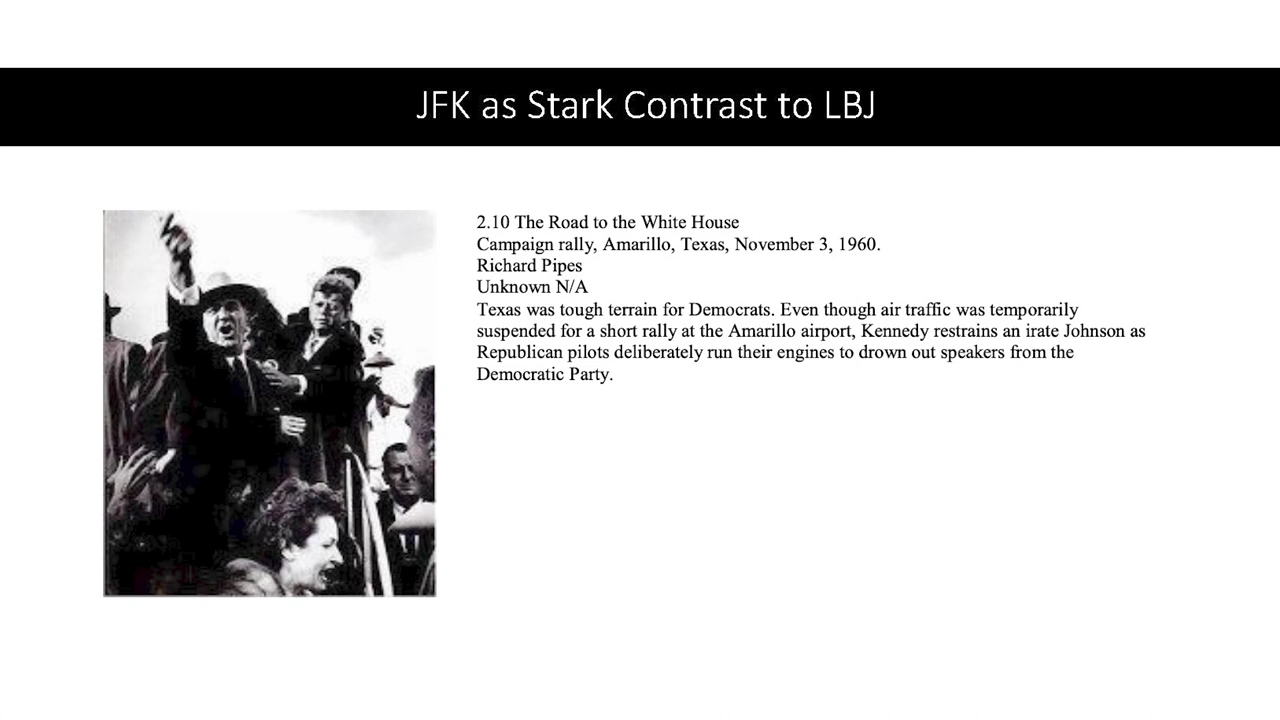 JFK as Stark Contrast to LBJ
2.10 The Road to the White House
Campaign rally, Amarillo, Texas, November 3, 1960.
Richard Pipes
Unknown N/A
Texas was tough terrain for Democrats. Even though air traffic was temporarily
suspended for a short rally at the Amarillo airport, Kennedy restrains an irate Johnson as
Republican pilots deliberately run their engines to drown out speakers from the
Democratic Party.